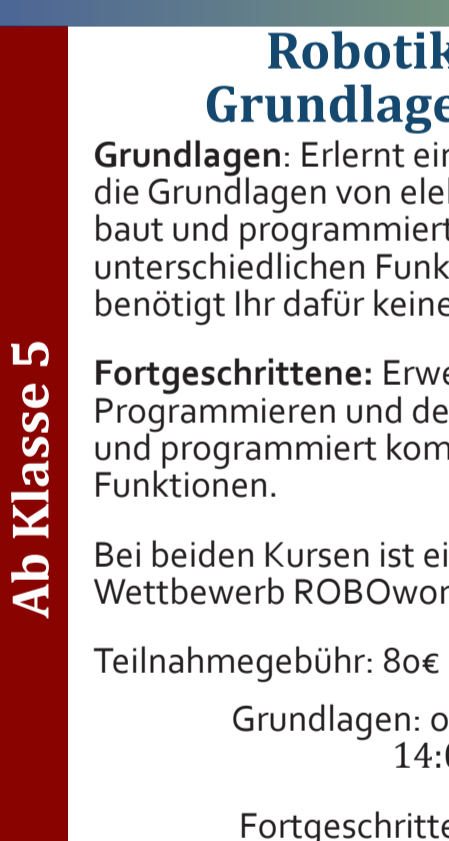 Robotik
Grundlage
Grundlagen: Erlernt ein
die Grundlagen von ele
baut und programmiert
unterschiedlichen Funk
benötigt Ihr dafür keine
Fortgeschrittene: Erwe
Programmieren und de
und programmiert kom
Funktionen.
Bei beiden Kursen ist ei
Wettbewerb ROBOwor
Teilnahmegebühr: 80€
Grundlagen: 0
14:0
Fortgeschritte
Ab Klasse 5